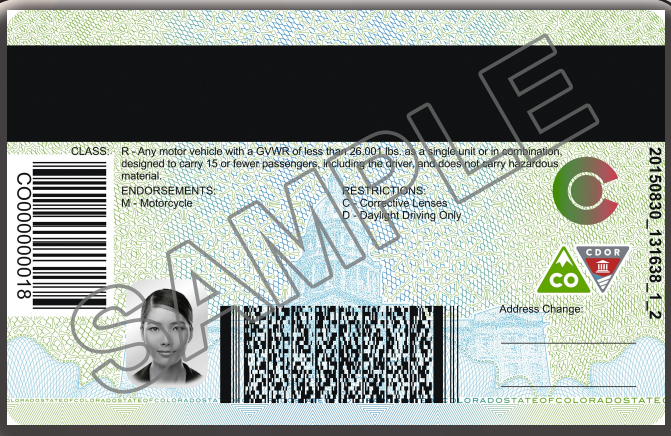 CLASS: R - Any motor vehicle with a GVWR of less than 26,001 lbs. as a single unit or in combination,
designed to carry 15 or fewer passengers, including the driver, and does not carry hazardous
material.
ENDORSEMENTS: RESTRICTIONS:
M - Motorcycle C - Corrective Lenses
D - Daylight Driving Only
CO000000018
20150830_131638_1_2
SAMPLE
C
CO
CDOR
Address Change:
OLORADOSTATEOFCOLORADOSTATEOFC OLORADOSTATEOFCOLORADOSTATEOFC